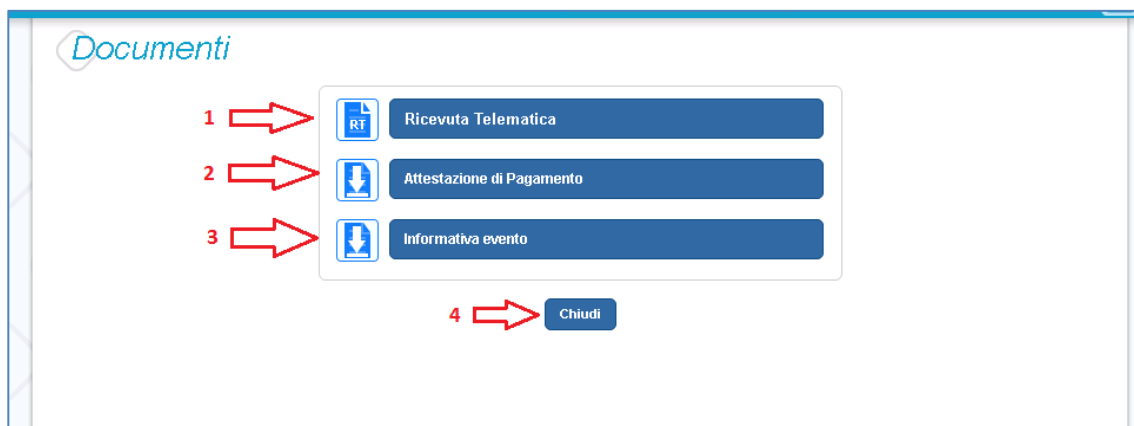 Documenti
1
RT
Ricevuta Telematica
2
Attestazione di Pagamento
3
Informativa evento
4
Chiudi